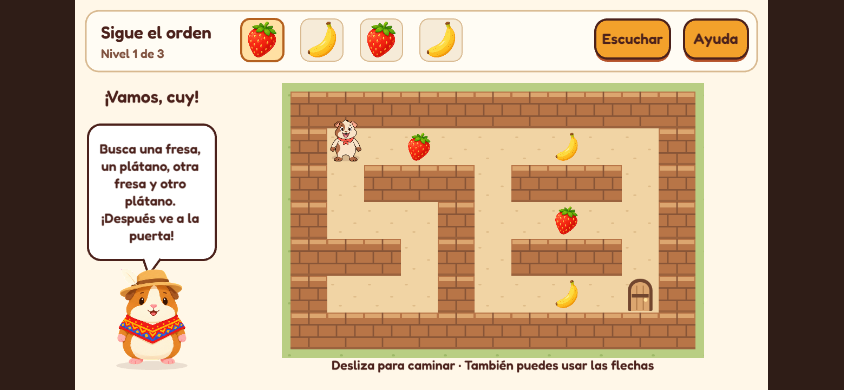 Sigue el orden
Nivel 1 de 3
Escuchar
Ayuda
¡Vamos, cuy!
Busca una fresa,
un plátano, otra
fresa y otro
plátano.
¡Después ve a la
puerta!
Desliza para caminar · También puedes usar las flechas